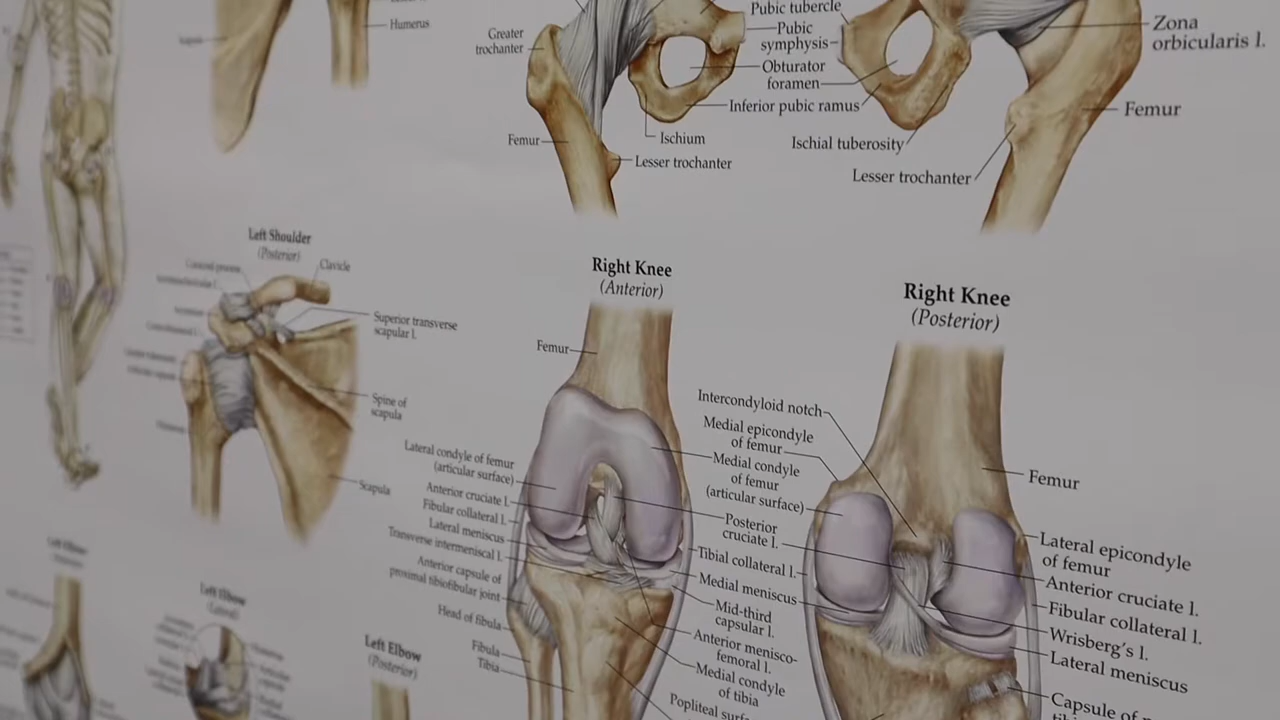 Humerus
Greater
trochanter
Femur
Pubic tubercle
Pubic
symphysis
Obturator
foramen
Inferior pubic ramus
Ischium
Lesser trochanter
Ischial tuberosity
Lesser trochanter
Zona
orbicularis l.
Femur
Left Shoulder
(Posterior)
Clavicle
Superior transverse
scapular l.
Spine of
scapula
Scapula
Right Knee
(Anterior)
Femur
Lateral condyle of femur
(articular surface)
Anterior cruciate l.
Fibular collateral l.
Lateral meniscus
Transverse intermeniscal l.
Anterior capsule of
proximal tibiofibular joint
Head of fibula
Fibula
Tibia
Intercondyloid notch
Medial epicondyle
of femur
Medial condyle
of femur
(articular surface)
Posterior
cruciate l.
Tibial collateral l.
Medial meniscus
Mid-third
capsular l.
Anterior menisco-
femoral l.
Medial condyle
of tibia
Popliteal surf
Right Knee
(Posterior)
Femur
Lateral epicondyle
of femur
Anterior cruciate l.
Fibular collateral l.
Wrisberg's l.
Lateral meniscus
Capsule of
Left Elbow
(Lateral)
Left Elbow
(Posterior)